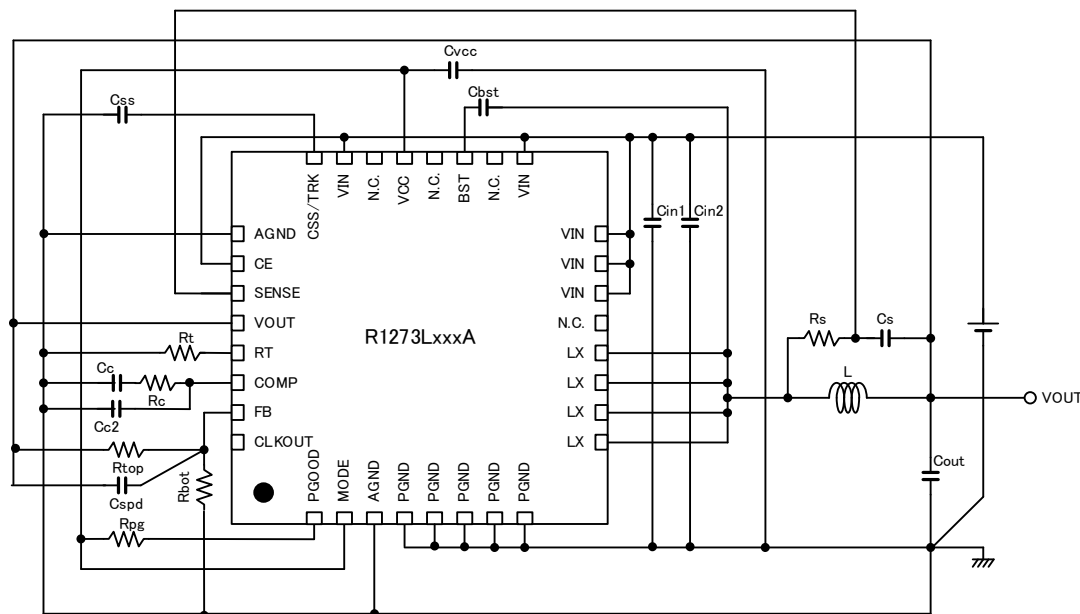 Cvcc
Cbst
Css
CSS/TRK
VIN
N.C.
VCC
N.C.
BST
N.C.
VIN
Cin1
Cin2
AGND
CE
SENSE
VOUT
RT
COMP
FB
CLKOUT
VIN
VIN
VIN
N.C.
LX
LX
LX
LX
R1273LxxxA
Rt
Cc
Rc
Cc2
Rtop
Cspd
Rbot
Rpg
PGOOD
MODE
AGND
PGND
PGND
PGND
PGND
PGND
Rs
Cs
L
VOUT
Cout